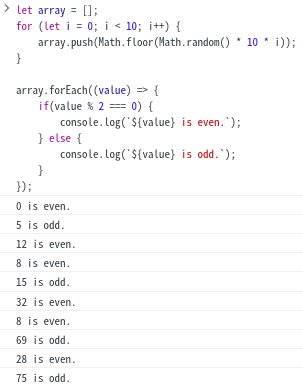 > let array = [];
for (let i = 0; i < 10; i++) {
    array.push(Math.floor(Math.random() * 10 * i));
}

array.forEach((value) => {
    if(value % 2 === 0) {
        console.log(`${value} is even.`);
    } else {
        console.log(`${value} is odd.`);
    }
});
0 is even.
5 is odd.
12 is even.
8 is even.
15 is odd.
32 is even.
8 is even.
69 is odd.
28 is even.
75 is odd.